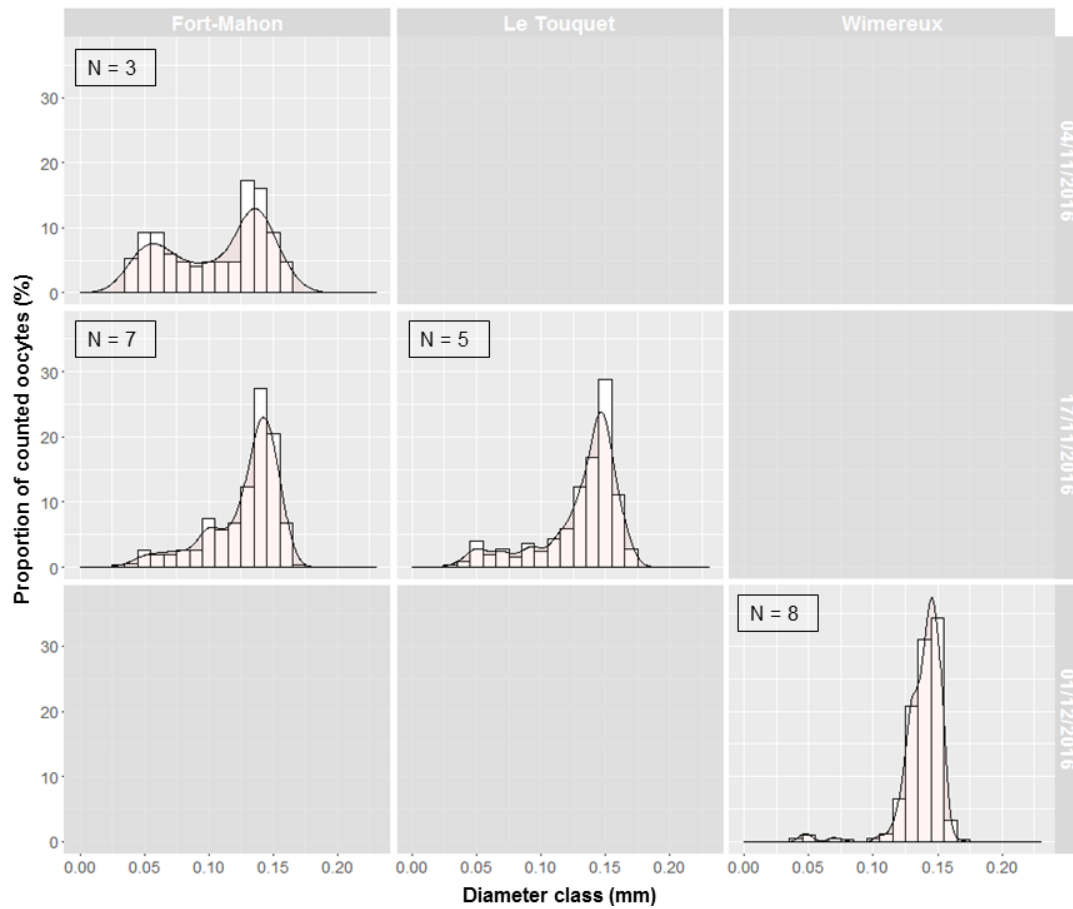 Fort-Mahon
Le Touquet
Wimereux
N = 3
30
20
10
0
04/11/2016
N = 7
N = 5
30
20
10
0
17/11/2016
N = 8
30
20
10
0
01/12/2016
Proportion of counted oocytes (%)
0.00 0.05 0.10 0.15 0.20
0.00 0.05 0.10 0.15 0.20
0.00 0.05 0.10 0.15 0.20
Diameter class (mm)